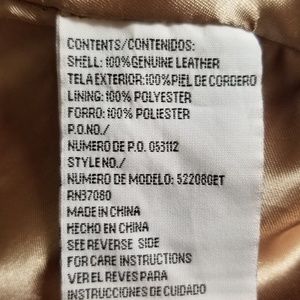 CONTENTS/CONTENIDOS:
SHELL: 100% GENUINE LEATHER
TELA EXTERIOR: 100% PIEL DE CORDERO
LINING: 100% POLYESTER
FORRO: 100% POLIESTER
P.O.NO./
NUMERO DE P.O. 053112
STYLE NO./
NUMERO DE MODELO: 52208GET
RN37080
MADE IN CHINA
HECHO EN CHINA
SEE REVERSE SIDE
FOR CARE INSTRUCTIONS
VER EL REVES PARA
INSTRUCCIONES DE CUIDADO